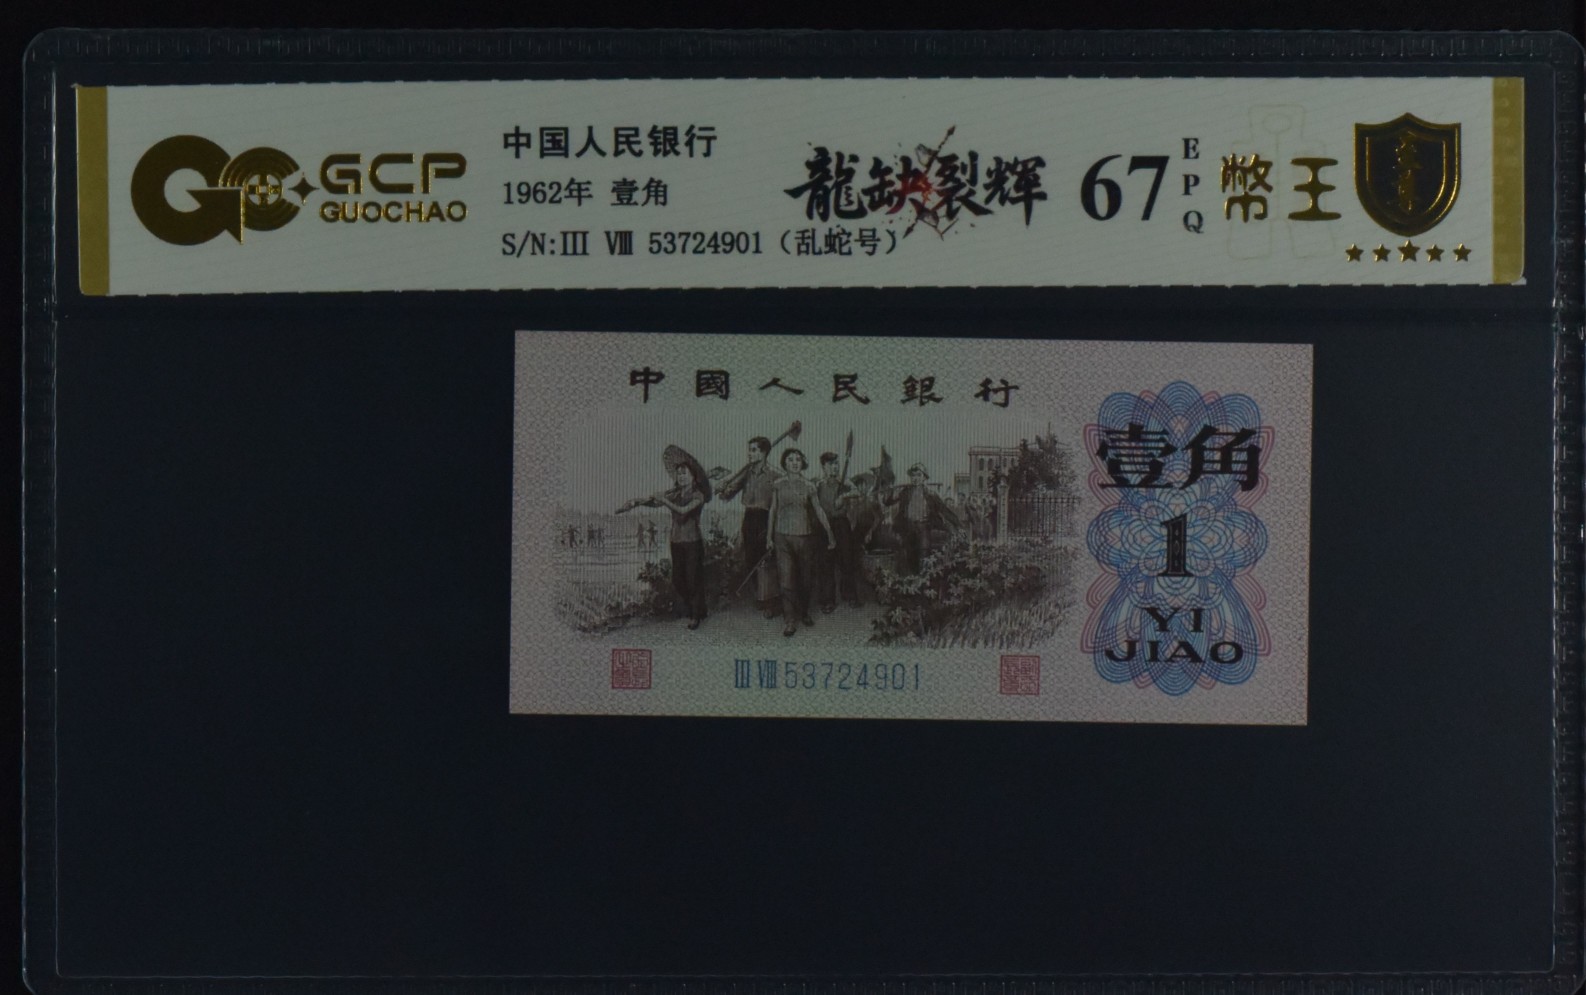 GCP
GUOCHAO
中国人民银行
1962年 壹角
S/N:III VIII 53724901（乱蛇号）
龍缺裂輝
67
EPQ
幣王
中國人民銀行
壹角
1
YI
JIAO
III VIII 53724901